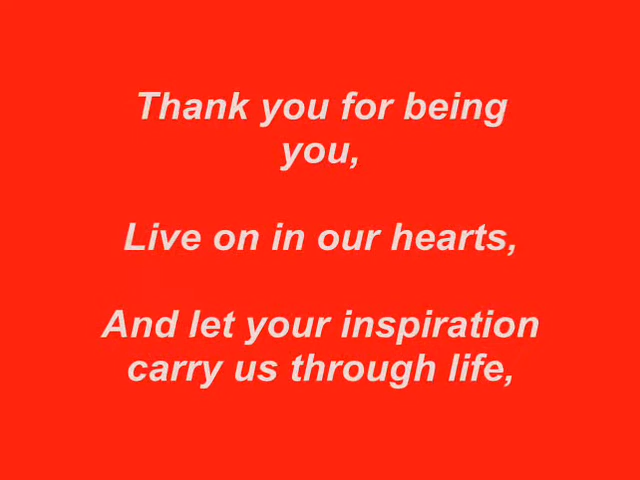 Thank you for being
you,
Live on in our hearts,
And let your inspiration
carry us through life,